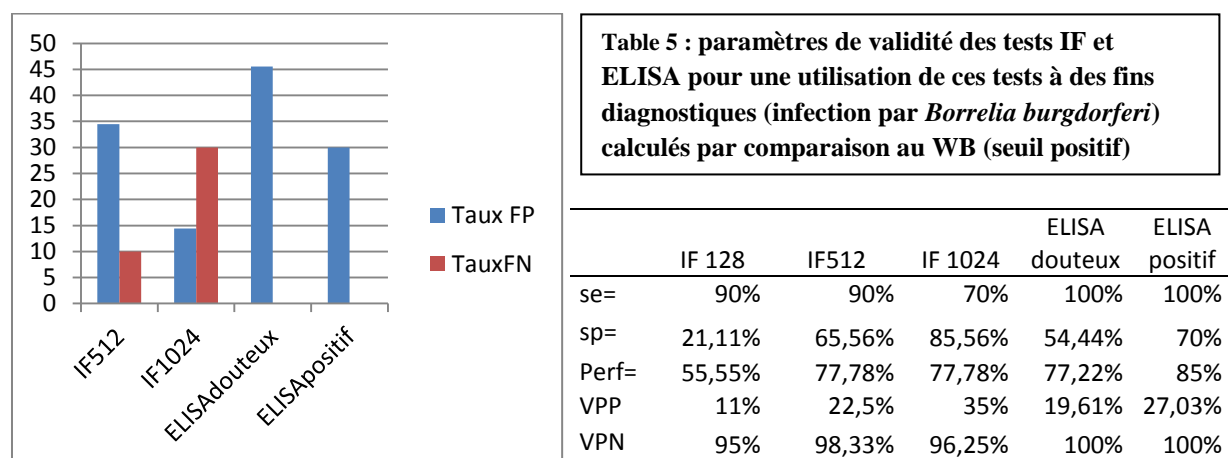 50
45
40
35
30
25
20
15
10
5
0
IF512
IF1024
ELISAdouteux
ELISApositif
Taux FP
TauxFN
Table 5 : paramètres de validité des tests IF et
ELISA pour une utilisation de ces tests à des fins
diagnostiques (infection par Borrelia burgdorferi)
calculés par comparaison au WB (seuil positif)
ELISA ELISA
IF 128 IF512 IF 1024 douteux positif
se= 90% 90% 70% 100% 100%
sp= 21,11% 65,56% 85,56% 54,44% 70%
Perf= 55,55% 77,78% 77,78% 77,22% 85%
VPP 11% 22,5% 35% 19,61% 27,03%
VPN 95% 98,33% 96,25% 100% 100%